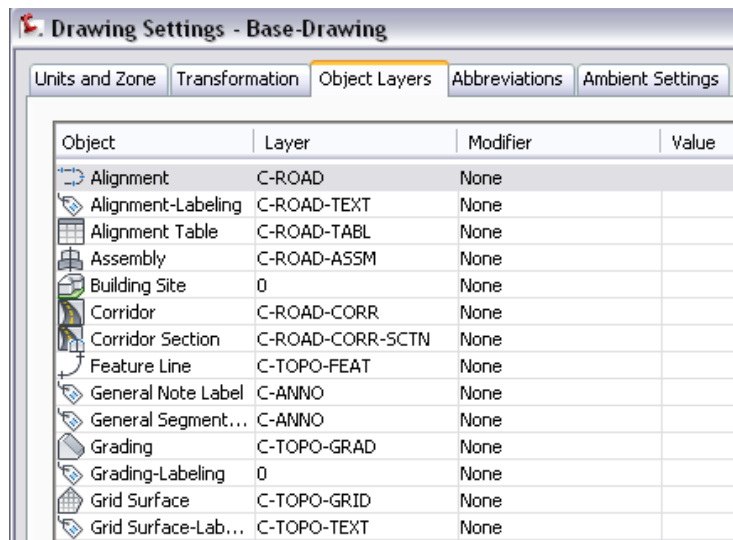 Drawing Settings - Base-Drawing
Units and Zone Transformation Object Layers Abbreviations Ambient Settings
Object Layer Modifier Value
Alignment C-ROAD None
Alignment-Labeling C-ROAD-TEXT None
Alignment Table C-ROAD-TABL None
Assembly C-ROAD-ASSM None
Building Site 0 None
Corridor C-ROAD-CORR None
Corridor Section C-ROAD-CORR-SCTN None
Feature Line C-TOPO-FEAT None
General Note Label C-ANNO None
General Segment... C-ANNO None
Grading C-TOPO-GRAD None
Grading-Labeling 0 None
Grid Surface C-TOPO-GRID None
Grid Surface-Lab... C-TOPO-TEXT None